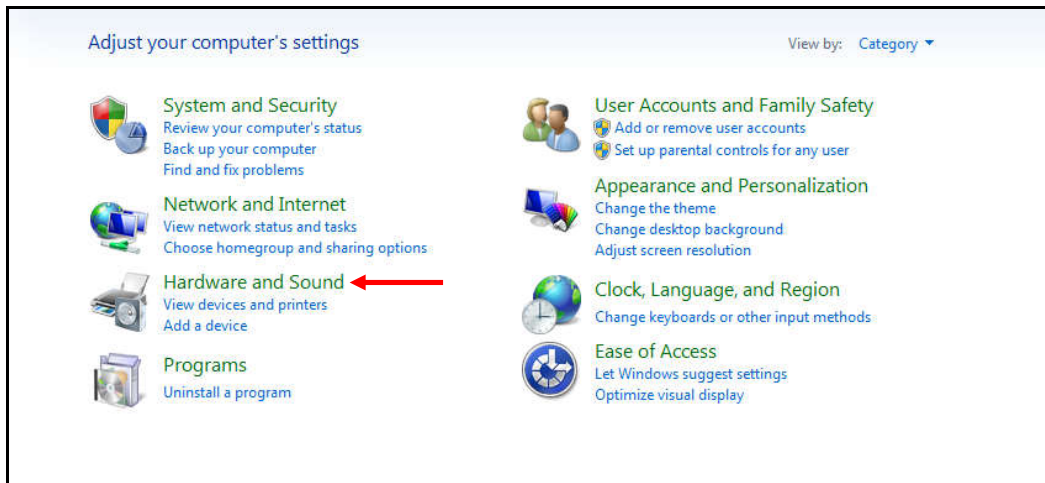 Adjust your computer's settings
View by: Category
System and Security
Review your computer's status
Back up your computer
Find and fix problems
Network and Internet
View network status and tasks
Choose homegroup and sharing options
Hardware and Sound
View devices and printers
Add a device
Programs
Uninstall a program
User Accounts and Family Safety
Add or remove user accounts
Set up parental controls for any user
Appearance and Personalization
Change the theme
Change desktop background
Adjust screen resolution
Clock, Language, and Region
Change keyboards or other input methods
Ease of Access
Let Windows suggest settings
Optimize visual display